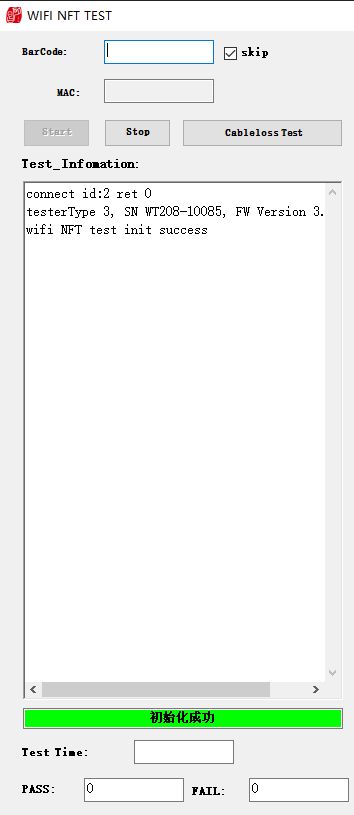 WIFI NFT TEST
BarCode:
skip
MAC:
Start Stop Cableloss Test
Test_Infomation:
connect id:2 ret 0
testerType 3, SN WT208-10085, FW Version 3.
wifi NFT test init success
初始化成功
Test Time:
PASS: 0 FAIL: 0